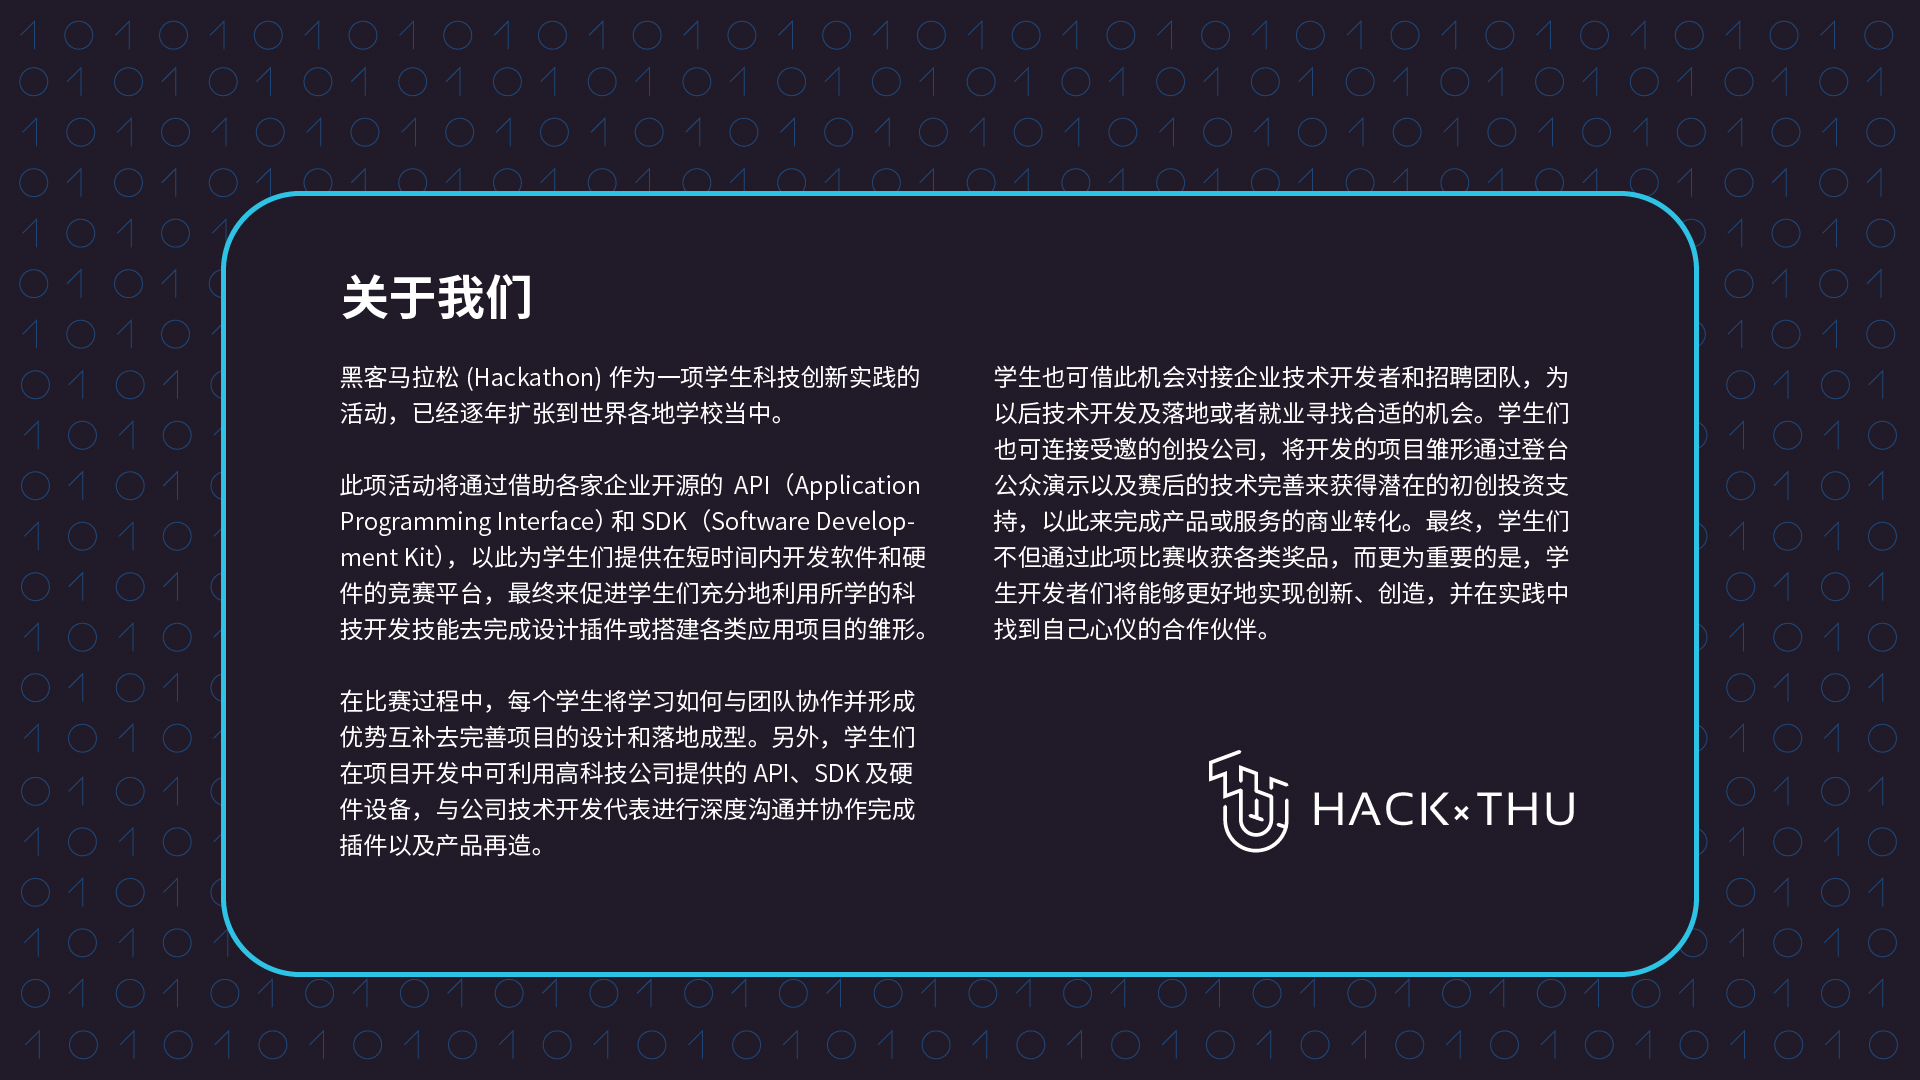 关于我们
黑客马拉松 (Hackathon) 作为一项学生科技创新实践的
活动，已经逐年扩张到世界各地学校当中。
此项活动将通过借助各家企业开源的 API（Application
Programming Interface）和 SDK（Software Develop-
ment Kit），以此为学生们提供在短时间内开发软件和硬
件的竞赛平台，最终来促进学生们充分地利用所学的科
技开发技能去完成设计插件或搭建各类应用项目的雏形。
在比赛过程中，每个学生将学习如何与团队协作并形成
优势互补去完善项目的设计和落地成型。另外，学生们
在项目开发中可利用高科技公司提供的 API、SDK 及硬
件设备，与公司技术开发代表进行深度沟通并协作完成
插件以及产品再造。
学生也可借此机会对接企业技术开发者和招聘团队，为
以后技术开发及落地或者就业寻找合适的机会。学生们
也可连接受邀的创投公司，将开发的项目雏形通过登台
公众演示以及赛后的技术完善来获得潜在的初创投资支
持，以此来完成产品或服务的商业转化。最终，学生们
不但通过此项比赛收获各类奖品，而更为重要的是，学
生开发者们将能够更好地实现创新、创造，并在实践中
找到自己心仪的合作伙伴。
HACK×THU